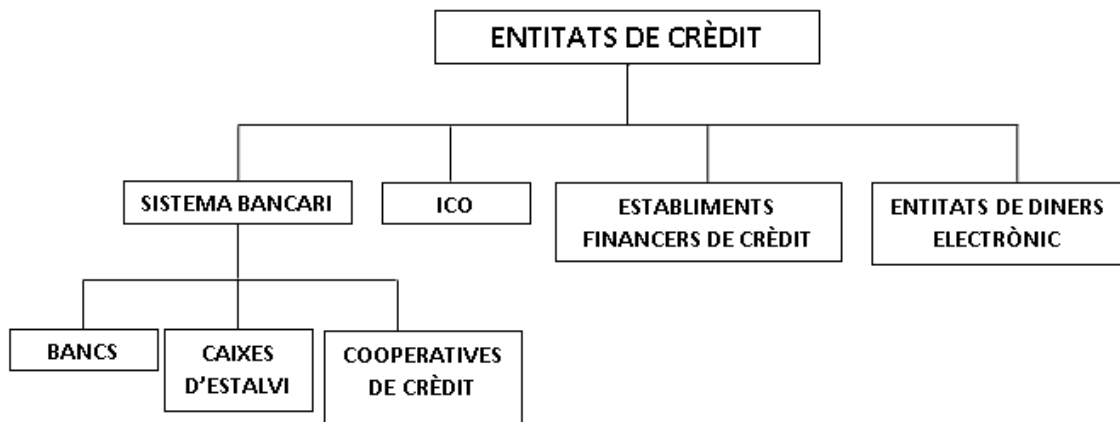 ENTITATS DE CRÈDIT
SISTEMA BANCARI
ICO
ESTABLIMENTS
FINANCERS DE CRÈDIT
ENTITATS DE DINERS
ELECTRÒNIC
BANCS
CAIXES
D'ESTALVI
COOPERATIVES
DE CRÈDIT